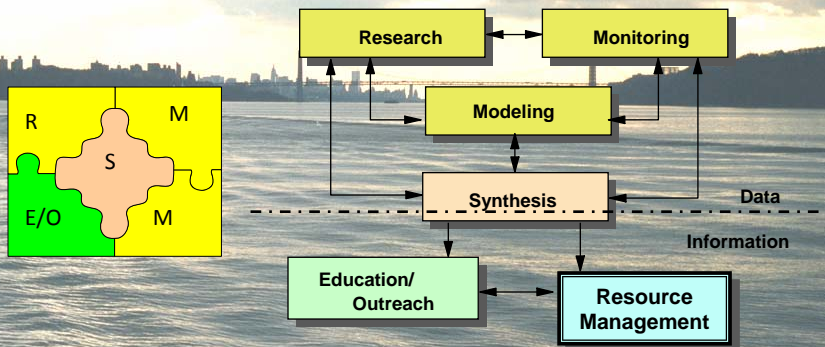 Research
Monitoring
R
M
Modeling
S
Synthesis
Data
E/O
M
Information
Education/
Outreach
Resource
Management